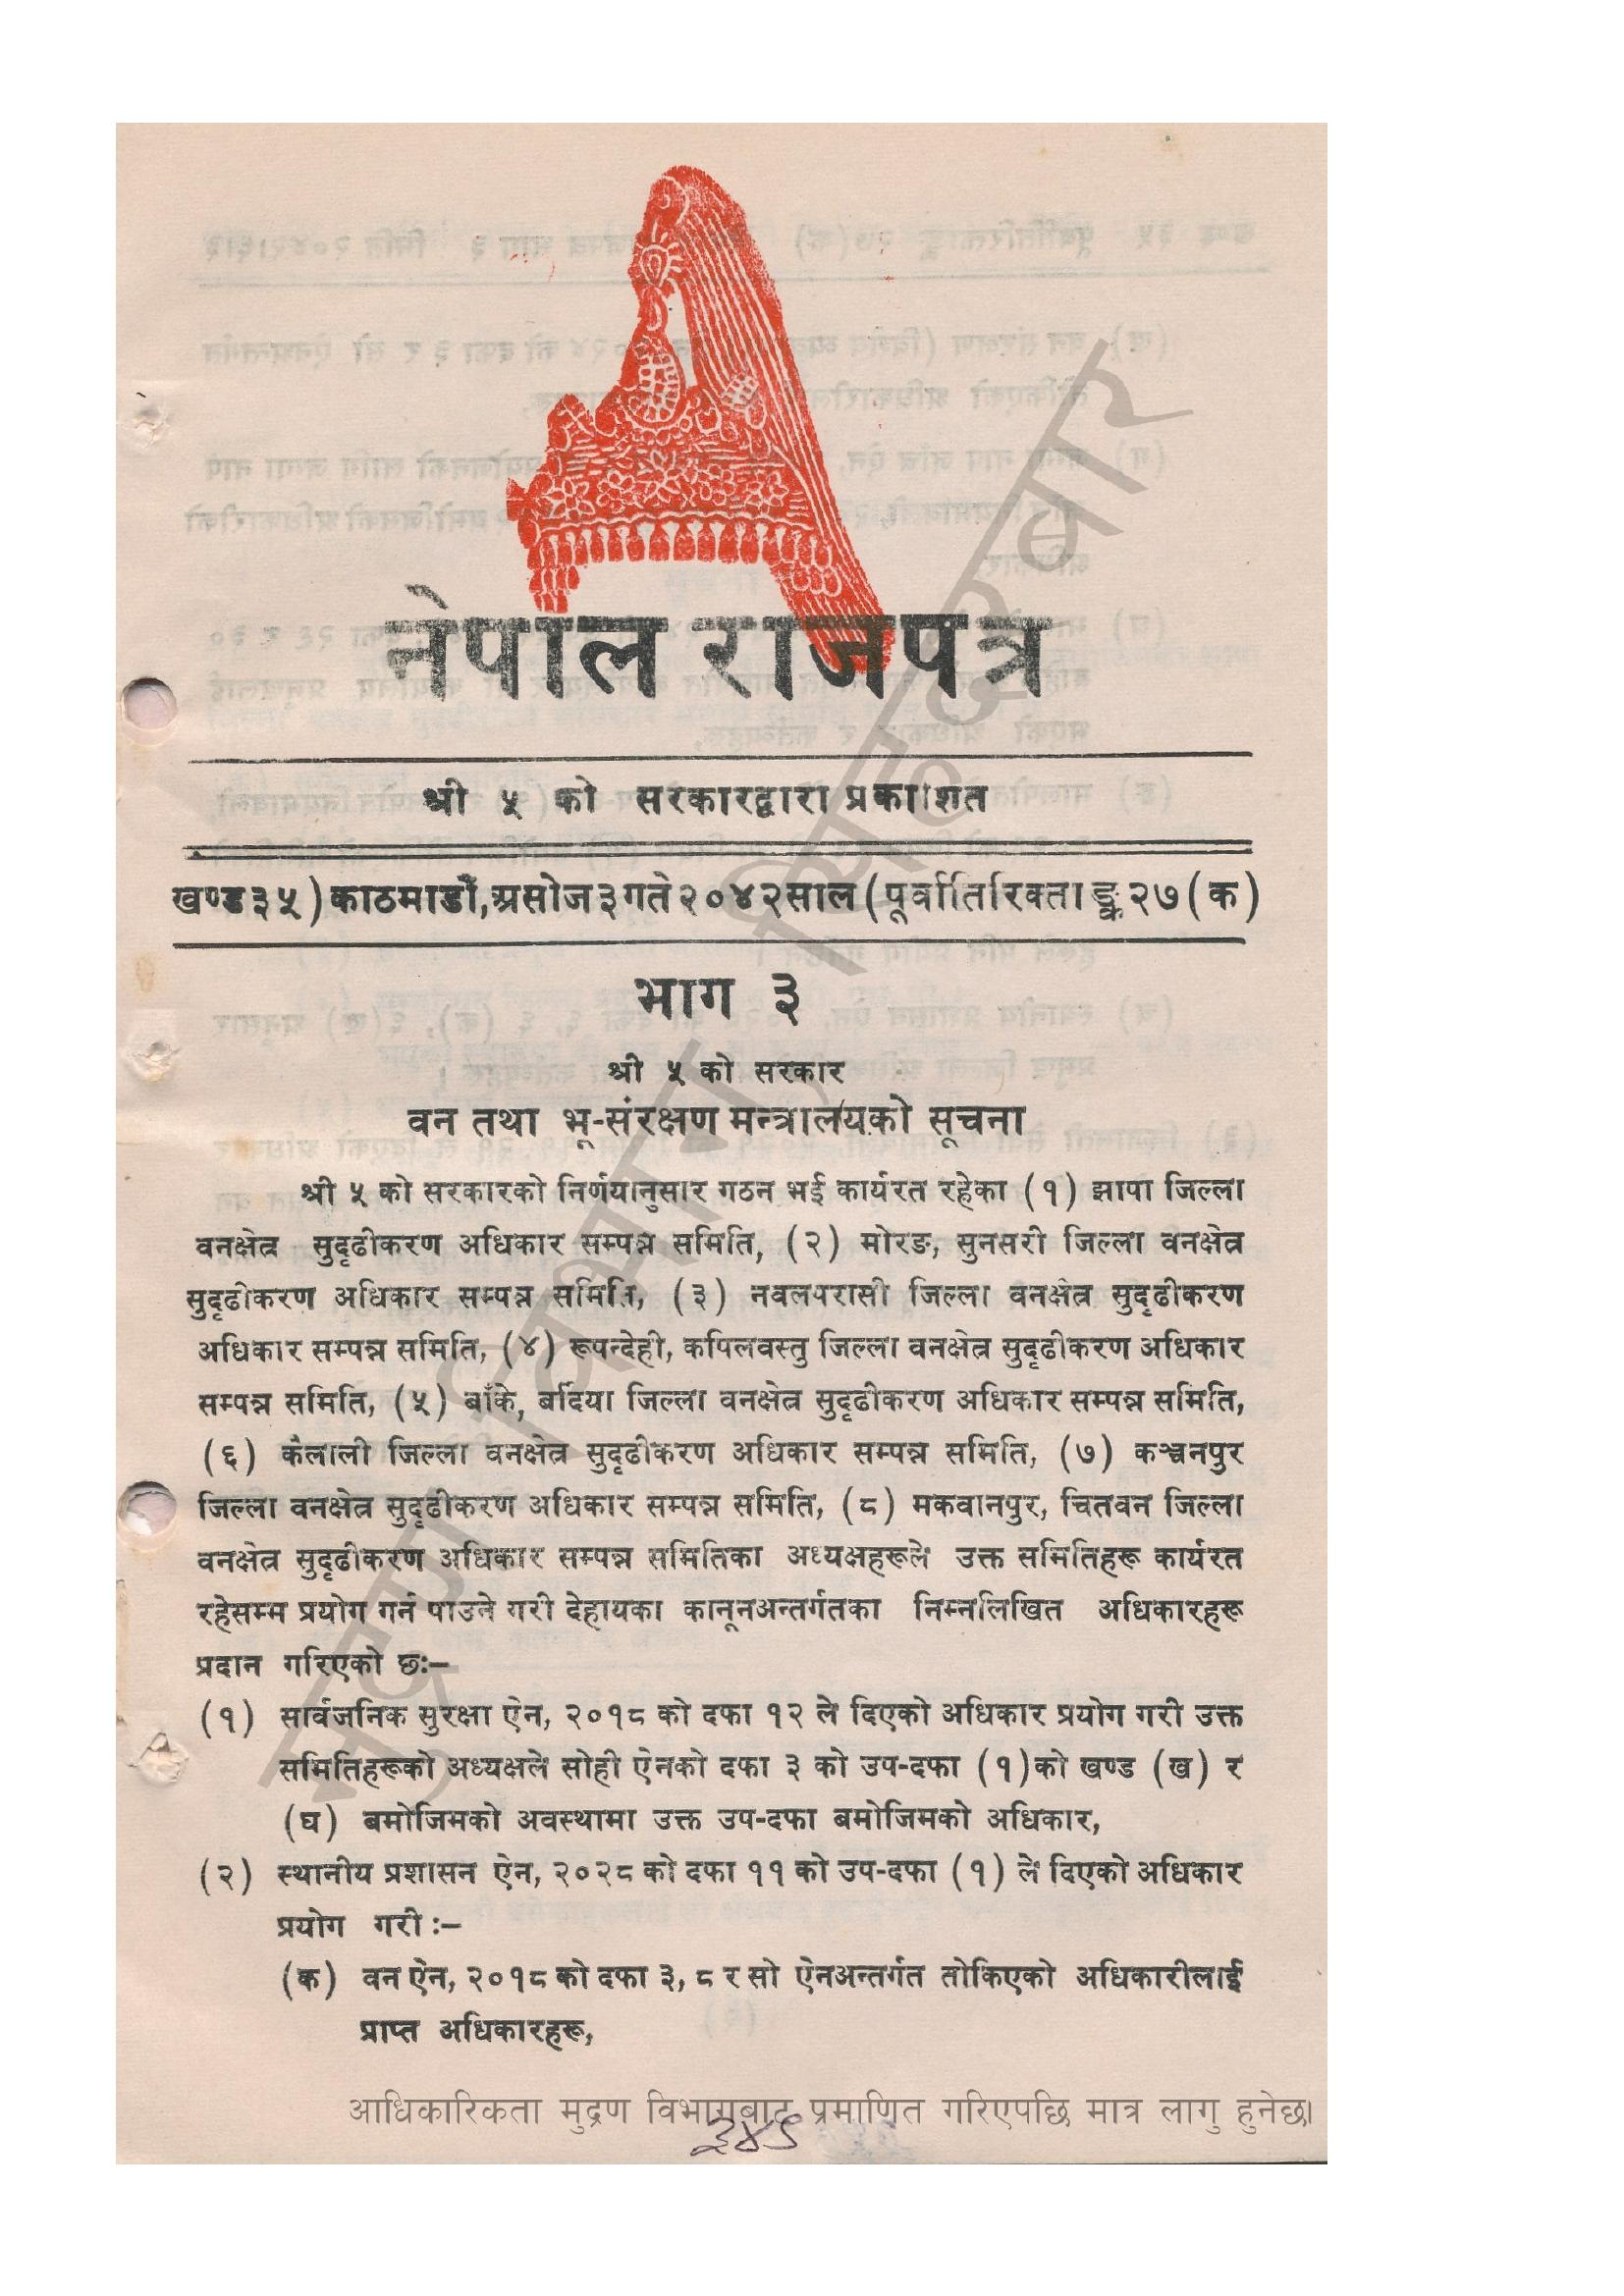 नेपाल राजपत्र
श्री ५ को सरकारद्वारा प्रकाशित
खण्ड ३५) काठमाडौं, असोज ३ गते २०४२ साल (पूर्वातिरिक्ताङ्क २७ (क)
भाग ३
श्री ५ को सरकार
वन तथा भू-संरक्षण मन्त्रालयको सूचना
श्री ५ को सरकारको निर्णयानुसार गठन भई कार्यरत रहेका (१) झापा जिल्ला
वनक्षेत्र सुदृढीकरण अधिकार सम्पन्न समिति, (२) मोरङ, सुनसरी जिल्ला वनक्षेत्र
सुदृढीकरण अधिकार सम्पन्न समिति, (३) नवलपरासी जिल्ला वनक्षेत्र सुदृढीकरण
अधिकार सम्पन्न समिति, (४) रूपन्देही, कपिलवस्तु जिल्ला वनक्षेत्र सुदृढीकरण अधिकार
सम्पन्न समिति, (५) बाँके, बर्दिया जिल्ला वनक्षेत्र सुदृढीकरण अधिकार सम्पन्न समिति,
(६) कैलाली जिल्ला वनक्षेत्र सुदृढीकरण अधिकार सम्पन्न समिति, (७) कञ्चनपुर
जिल्ला वनक्षेत्र सुदृढीकरण अधिकार सम्पन्न समिति, (८) मकवानपुर, चितवन जिल्ला
वनक्षेत्र सुदृढीकरण अधिकार सम्पन्न समितिका अध्यक्षहरूले उक्त समितिहरू कार्यरत
रहेसम्म प्रयोग गर्न पाउने गरी देहायका कानूनअन्तर्गतका निम्नलिखित अधिकारहरू
प्रदान गरिएको छः–
(१) सार्वजनिक सुरक्षा ऐन, २०१८ को दफा १२ ले दिएको अधिकार प्रयोग गरी उक्त
समितिहरूको अध्यक्षले सोही ऐनको दफा ३ को उप-दफा (१)को खण्ड (ख) र
(घ) बमोजिमको अवस्थामा उक्त उप-दफा बमोजिमको अधिकार,
(२) स्थानीय प्रशासन ऐन, २०२८ को दफा ११ को उप-दफा (१) ले दिएको अधिकार
प्रयोग गरी :–
(क) वन ऐन, २०१८ को दफा ३, ८ र सो ऐनअन्तर्गत तोकिएको अधिकारीलाई
प्राप्त अधिकारहरू,
मुद्रण विभाग, सिंहदरबार
आधिकारिकता मुद्रण विभागबाट प्रमाणित गरिएपछि मात्र लागु हुनेछ।